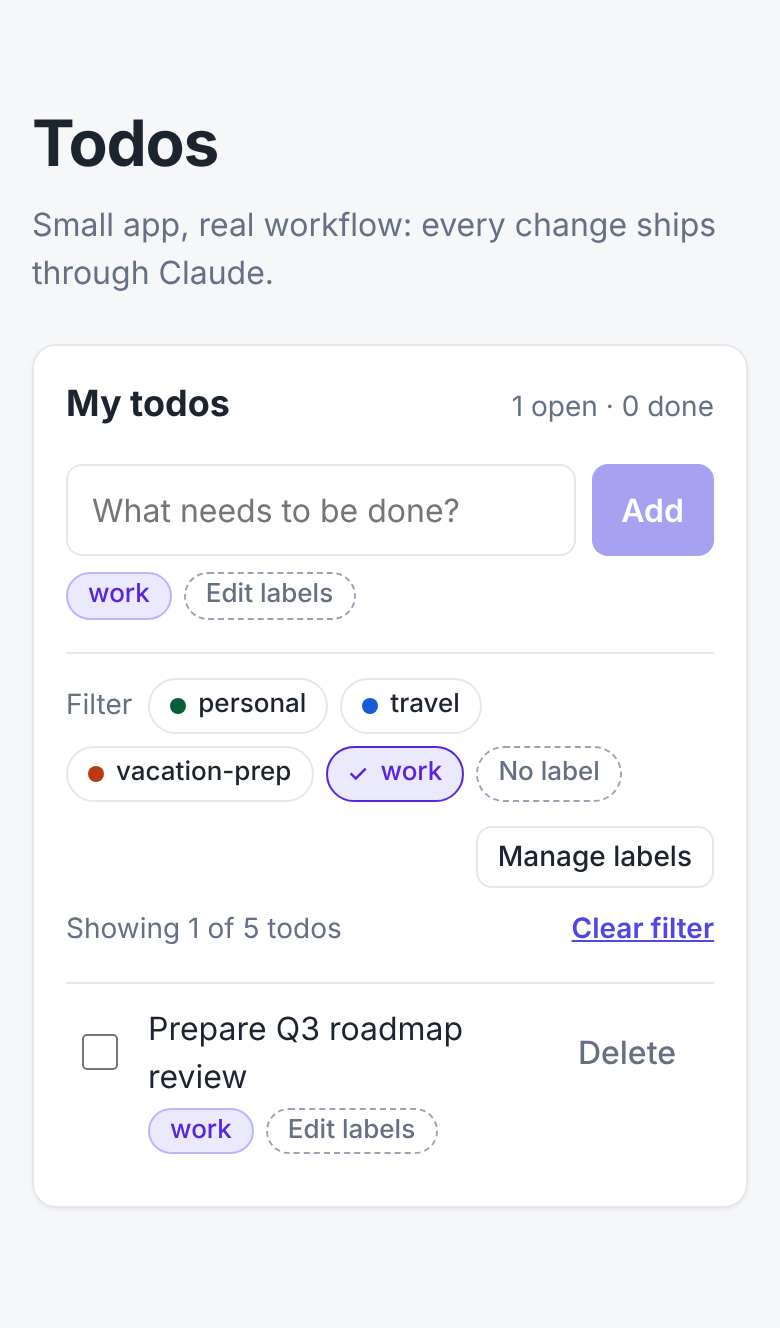 Todos
Small app, real workflow: every change ships
through Claude.
My todos
1 open · 0 done
What needs to be done?
Add
work
Edit labels
Filter
personal
travel
vacation-prep
work
No label
Manage labels
Showing 1 of 5 todos
Clear filter
Prepare Q3 roadmap
review
Delete
work
Edit labels